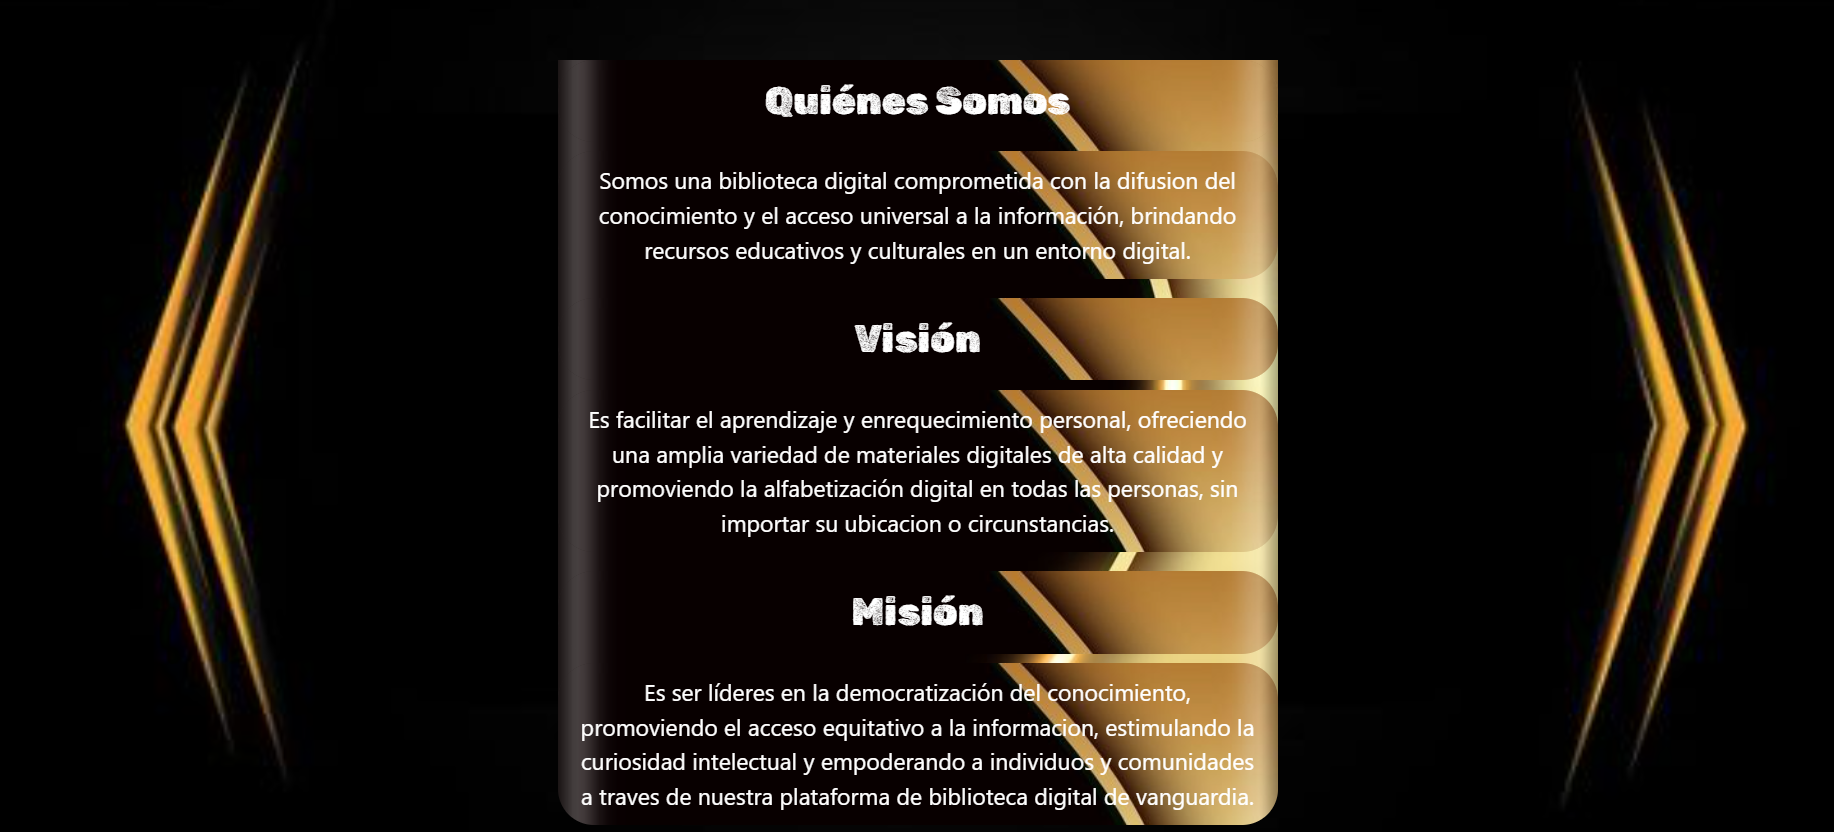 Quiénes Somos
Somos una biblioteca digital comprometida con la difusion del
conocimiento y el acceso universal a la información, brindando
recursos educativos y culturales en un entorno digital.
Visión
Es facilitar el aprendizaje y enrequecimiento personal, ofreciendo
una amplia variedad de materiales digitales de alta calidad y
promoviendo la alfabetización digital en todas las personas, sin
importar su ubicacion o circunstancias.
Misión
Es ser líderes en la democratización del conocimiento,
promoviendo el acceso equitativo a la informacion, estimulando la
curiosidad intelectual y empoderando a individuos y comunidades
a traves de nuestra plataforma de biblioteca digital de vanguardia.